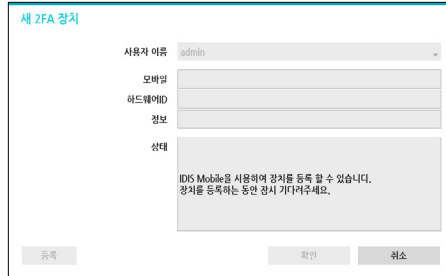 새 2FA 장치
사용자 이름 admin
모바일
하드웨어ID
정보
상태
IDIS Mobile을 사용하여 장치를 등록 할 수 있습니다.
장치를 등록하는 동안 잠시 기다려주세요.
등록 확인 취소